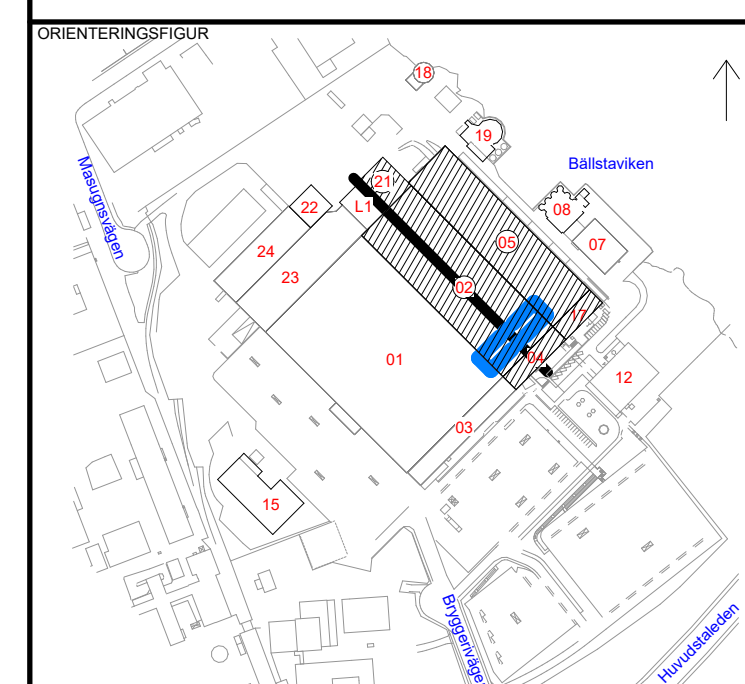 ORIENTERINGSFIGUR
18
19
Bällstaviken
Masugnsvägen
21
22
L1
08
05
07
24
23
02
17
01
04
12
03
15
Bryggerivägen
Huvudstaleden